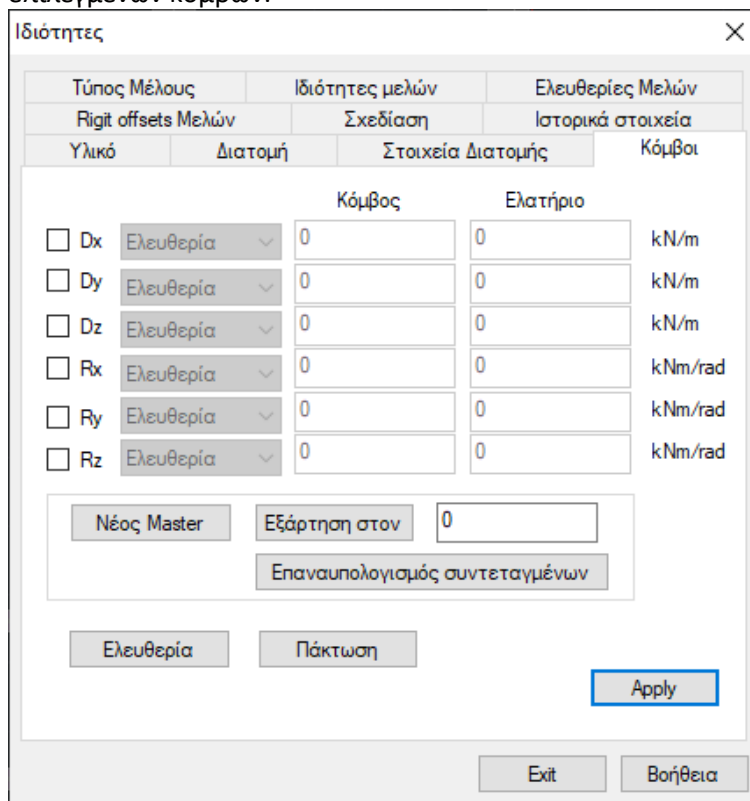 επιλεγμένων κόμβων.
Ιδιότητες
Τύπος Μέλους Ιδιότητες μελών Ελευθερίες Μελών
Rigit offsets Μελών Σχεδίαση Ιστορικά στοιχεία
Υλικό Διατομή Στοιχεία Διατομής Κόμβοι
Κόμβος Ελατήριο
Dx Ελευθερία 0 0 kN/m
Dy Ελευθερία 0 0 kN/m
Dz Ελευθερία 0 0 kN/m
Rx Ελευθερία 0 0 kNm/rad
Ry Ελευθερία 0 0 kNm/rad
Rz Ελευθερία 0 0 kNm/rad
Νέος Master Εξάρτηση στον 0
Επαναυπολογισμός συντεταγμένων
Ελευθερία Πάκτωση
Apply
Exit Βοήθεια